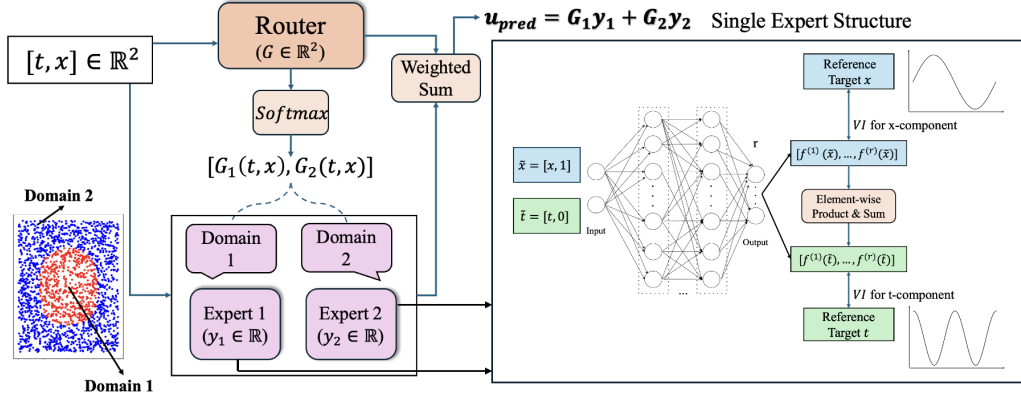 [t, x] ∈ ℝ²
Router
(G ∈ ℝ²)
Softmax
[G₁(t, x), G₂(t, x)]
Weighted
Sum
u_pred = G₁y₁ + G₂y₂
Domain 2
Domain 1
Domain
1
Domain
2
Expert 1
(y₁ ∈ ℝ)
Expert 2
(y₂ ∈ ℝ)
Single Expert Structure
x̃ = [x, 1]
t̃ = [t, 0]
Input
...
r
Output
Reference
Target x
VI for x-component
[f⁽¹⁾(x̃), ..., f⁽ʳ⁾(x̃)]
Element-wise
Product & Sum
[f⁽¹⁾(t̃), ..., f⁽ʳ⁾(t̃)]
VI for t-component
Reference
Target t